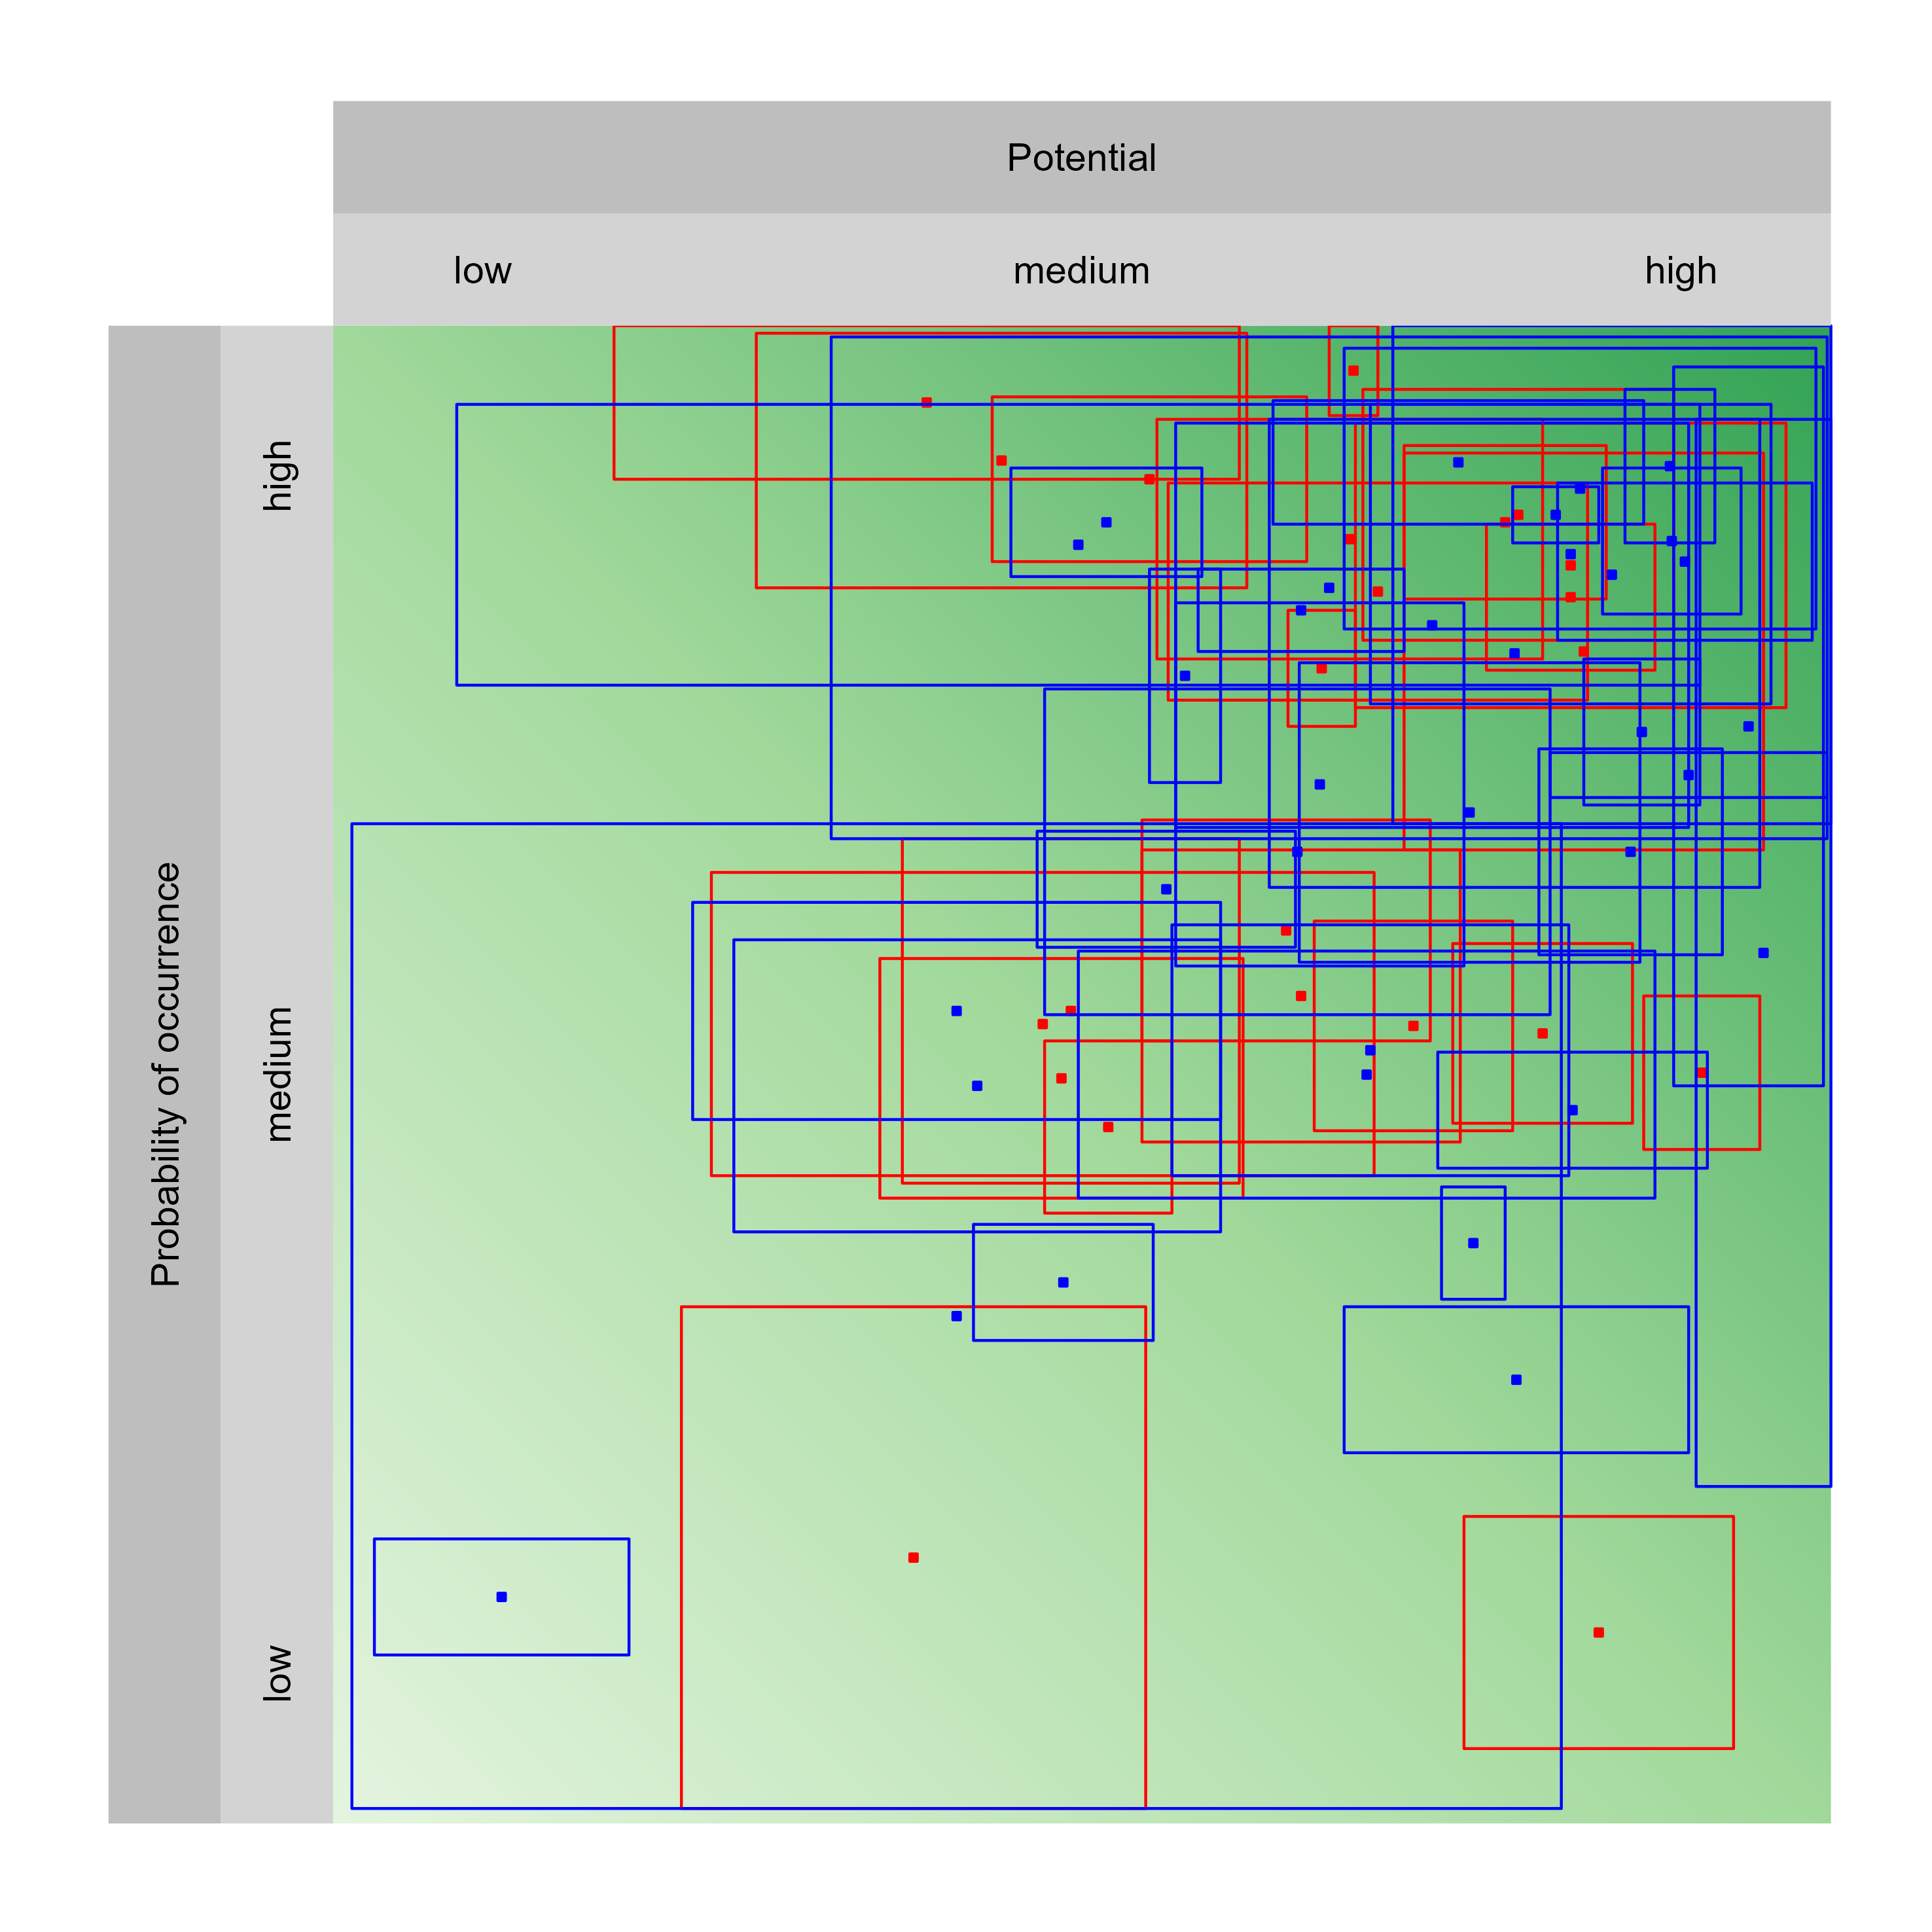 Potential
low
medium
high
Probability of occurrence
high
medium
low